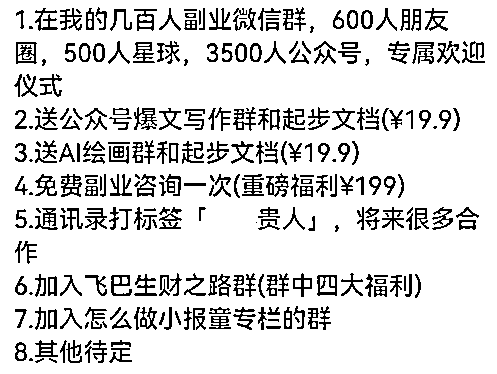 1.在我的几百人副业微信群，600人朋友
圈，500人星球，3500人公众号，专属欢迎
仪式
2.送公众号爆文写作群和起步文档(¥19.9)
3.送AI绘画群和起步文档(¥19.9)
4.免费副业咨询一次(重磅福利¥199)
5.通讯录打标签「　　贵人」，将来很多合
作
6.加入飞巴生财之路群(群中四大福利)
7.加入怎么做小报童专栏的群
8.其他待定